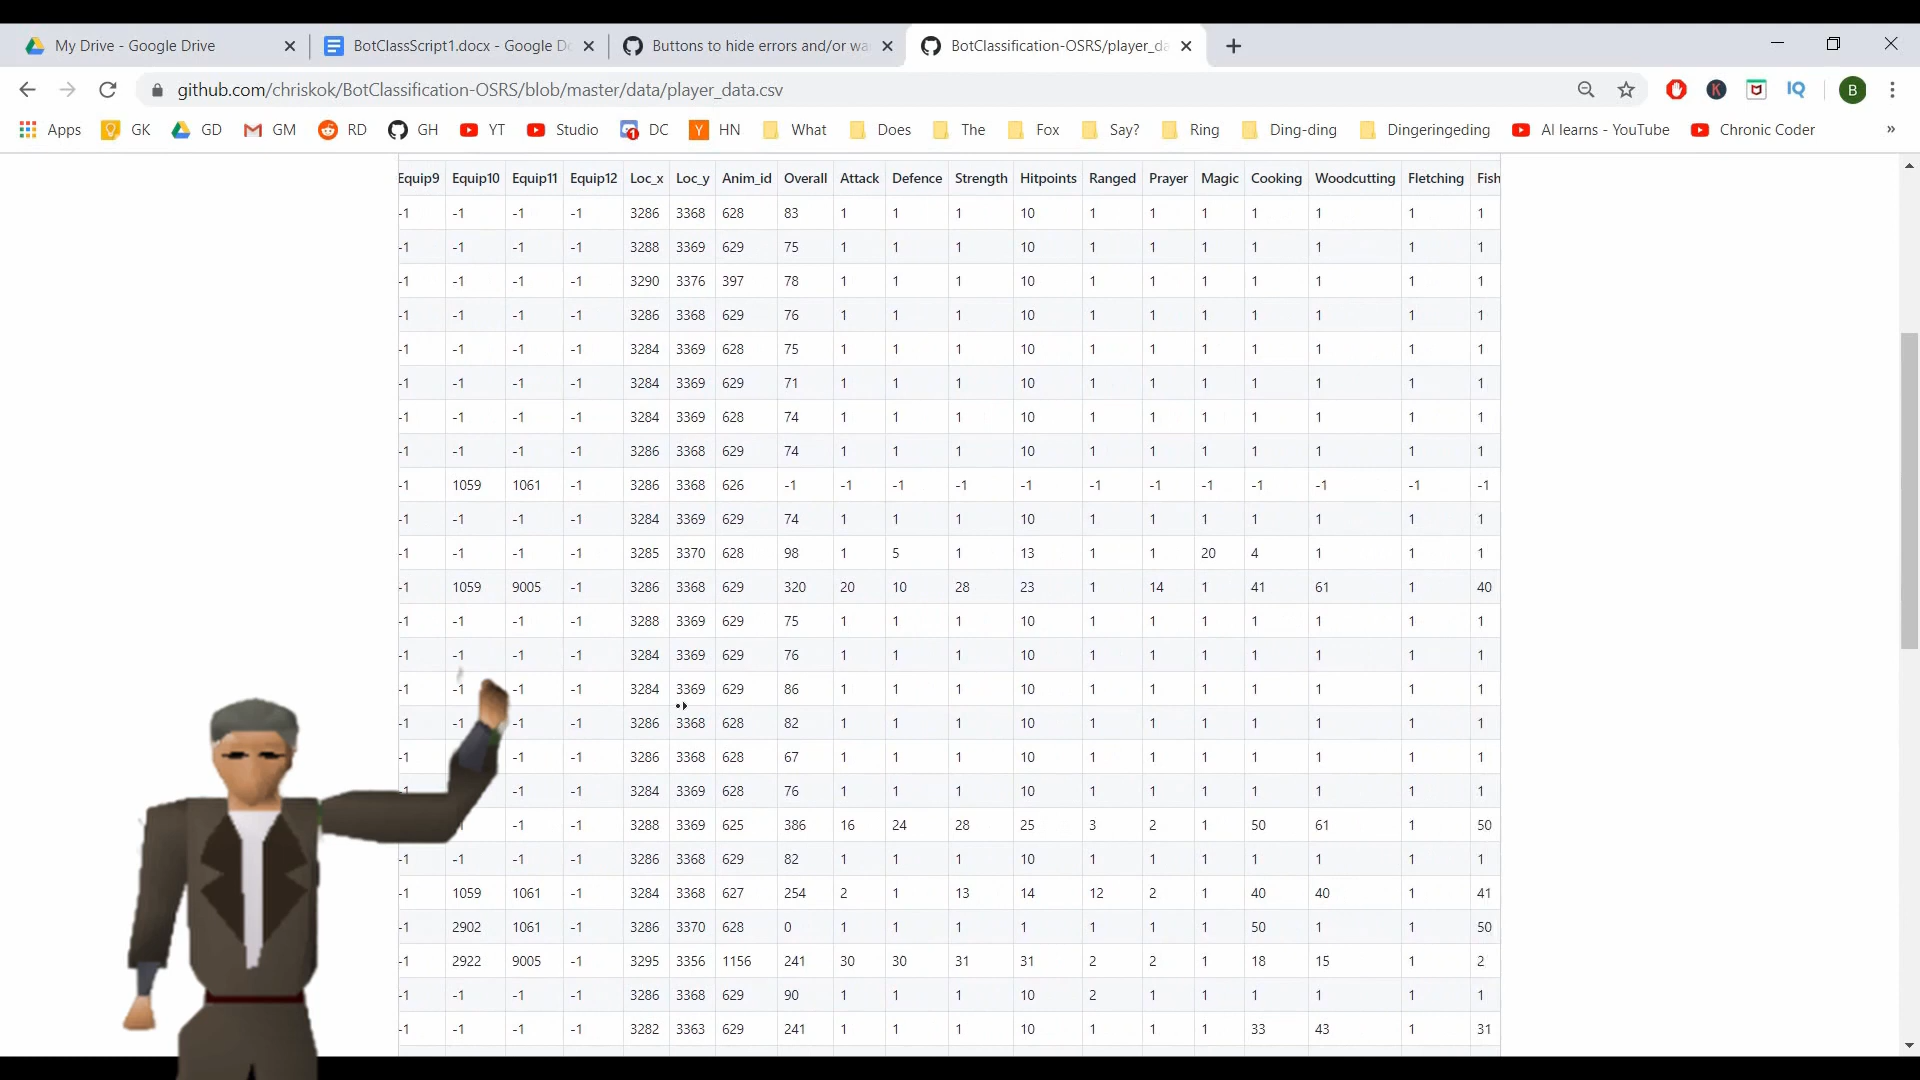 My Drive - Google Drive
BotClassScript1.docx - Google Do
Buttons to hide errors and/or wa
BotClassification-OSRS/player_da
github.com/chriskok/BotClassification-OSRS/blob/master/data/player_data.csv
K
IQ
B
Apps GK GD GM RD GH YT Studio DC HN What Does The Fox Say? Ring Ding-ding Dingeringeding AI learns - YouTube Chronic Coder »
Equip9 Equip10 Equip11 Equip12 Loc_x Loc_y Anim_id Overall Attack Defence Strength Hitpoints Ranged Prayer Magic Cooking Woodcutting Fletching Fish
-1 -1 -1 -1 3286 3368 628 83 1 1 1 10 1 1 1 1 1 1 1
-1 -1 -1 -1 3288 3369 629 75 1 1 1 10 1 1 1 1 1 1 1
-1 -1 -1 -1 3290 3376 397 78 1 1 1 10 1 1 1 1 1 1 1
-1 -1 -1 -1 3286 3368 629 76 1 1 1 10 1 1 1 1 1 1 1
-1 -1 -1 -1 3284 3369 628 75 1 1 1 10 1 1 1 1 1 1 1
-1 -1 -1 -1 3284 3369 629 71 1 1 1 10 1 1 1 1 1 1 1
-1 -1 -1 -1 3284 3369 628 74 1 1 1 10 1 1 1 1 1 1 1
-1 -1 -1 -1 3286 3368 629 74 1 1 1 10 1 1 1 1 1 1 1
-1 1059 1061 -1 3286 3368 626 -1 -1 -1 -1 -1 -1 -1 -1 -1 -1 -1 -1
-1 -1 -1 -1 3284 3369 629 74 1 1 1 10 1 1 1 1 1 1 1
-1 -1 -1 -1 3285 3370 628 98 1 5 1 13 1 1 20 4 1 1 1
-1 1059 9005 -1 3286 3368 629 320 20 10 28 23 1 14 1 41 61 1 40
-1 -1 -1 -1 3288 3369 629 75 1 1 1 10 1 1 1 1 1 1 1
-1 -1 -1 -1 3284 3369 629 76 1 1 1 10 1 1 1 1 1 1 1
-1 -1 -1 -1 3284 3369 629 86 1 1 1 10 1 1 1 1 1 1 1
-1 -1 -1 -1 3286 3368 628 82 1 1 1 10 1 1 1 1 1 1 1
-1 -1 -1 3286 3368 628 67 1 1 1 10 1 1 1 1 1 1 1
-1 -1 -1 3284 3369 628 76 1 1 1 10 1 1 1 1 1 1 1
-1 -1 3288 3369 625 386 16 24 28 25 3 2 1 50 61 1 50
-1 -1 -1 -1 3286 3368 629 82 1 1 1 10 1 1 1 1 1 1 1
-1 1059 1061 -1 3284 3368 627 254 2 1 13 14 12 2 1 40 40 1 41
-1 2902 1061 -1 3286 3370 628 0 1 1 1 1 1 1 1 50 1 1 50
-1 2922 9005 -1 3295 3356 1156 241 30 30 31 31 2 2 1 18 15 1 2
-1 -1 -1 -1 3286 3368 629 90 1 1 1 10 2 1 1 1 1 1 1
-1 -1 -1 -1 3282 3363 629 241 1 1 1 10 1 1 1 33 43 1 31